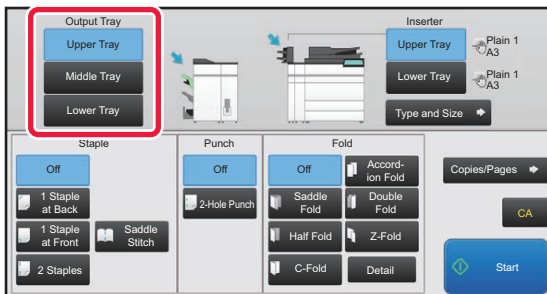 Output Tray
Upper Tray
Middle Tray
Lower Tray
Inserter
Upper Tray
Plain 1
A3
Lower Tray
Plain 1
A3
Type and Size
Staple
Off
1 Staple
at Back
1 Staple
at Front
Saddle
Stitch
2 Staples
Punch
Off
2-Hole Punch
Fold
Off
Accord-
ion Fold
Saddle
Fold
Double
Fold
Half Fold
Z-Fold
C-Fold
Detail
Copies/Pages
CA
Start